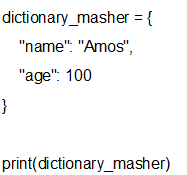 dictionary_masher = {
    "name": "Amos",
    "age": 100
}

print(dictionary_masher)